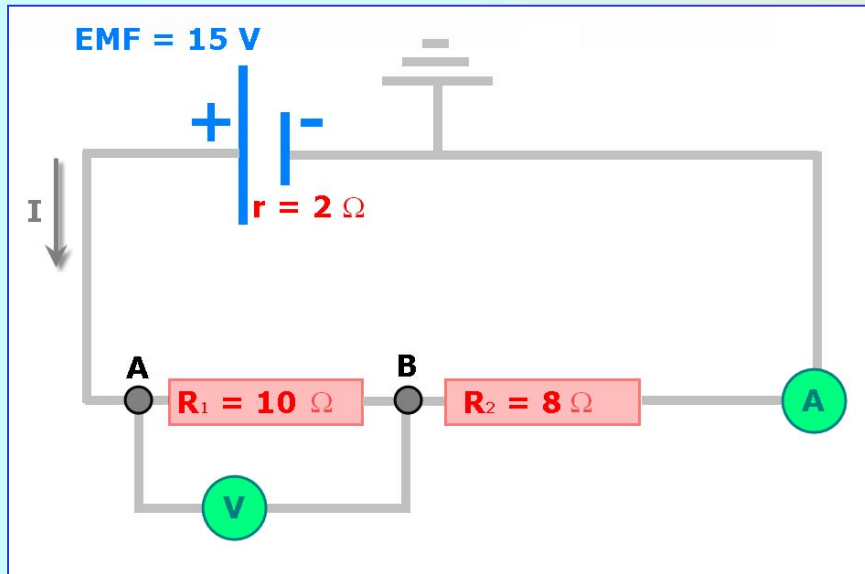 EMF = 15 V
+ -
r = 2 Ω
I
A
B
R₁ = 10 Ω
R₂ = 8 Ω
A
V